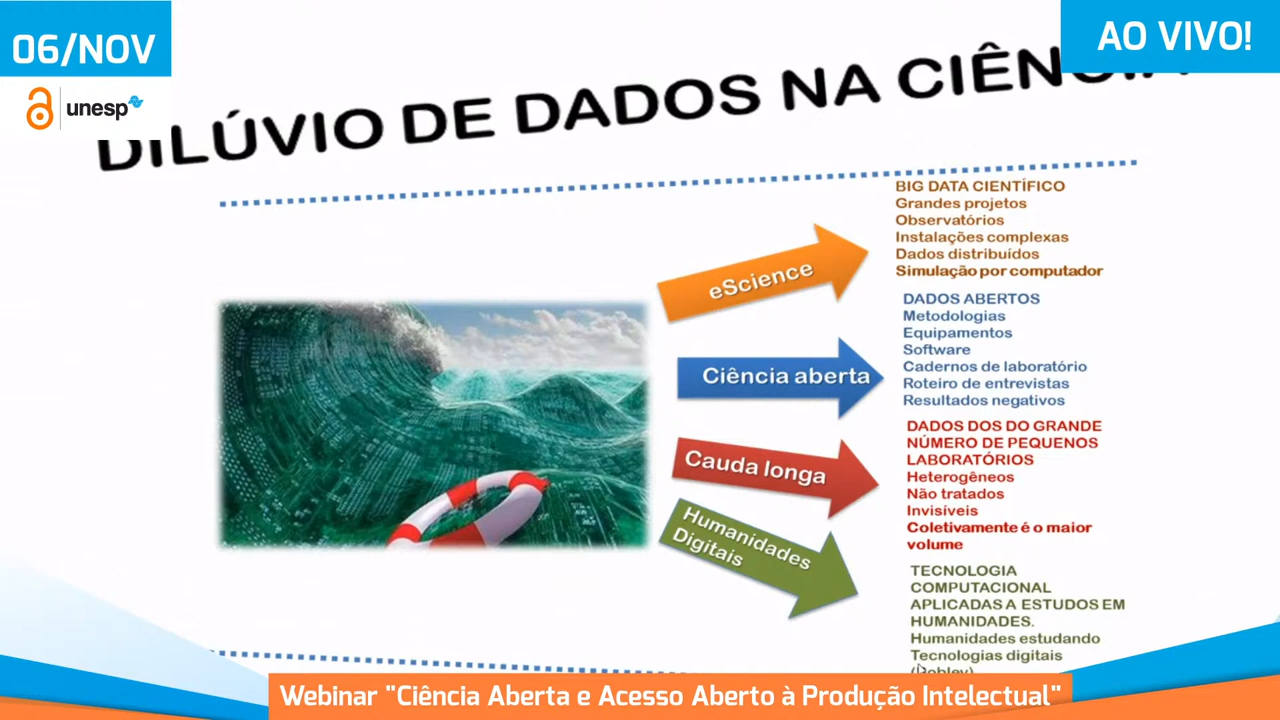 06/NOV
AO VIVO!
unesp
DILÚVIO DE DADOS NA CIÊNCIA
eScience
BIG DATA CIENTÍFICO
Grandes projetos
Observatórios
Instalações complexas
Dados distribuídos
Simulação por computador
Ciência aberta
DADOS ABERTOS
Metodologias
Equipamentos
Software
Cadernos de laboratório
Roteiro de entrevistas
Resultados negativos
Cauda longa
DADOS DOS DO GRANDE
NÚMERO DE PEQUENOS
LABORATÓRIOS
Heterogêneos
Não tratados
Invisíveis
Coletivamente é o maior
volume
Humanidades
Digitais
TECNOLOGIA
COMPUTACIONAL
APLICADAS A ESTUDOS EM
HUMANIDADES.
Humanidades estudando
Tecnologias digitais
Webinar "Ciência Aberta e Acesso Aberto à Produção Intelectual"